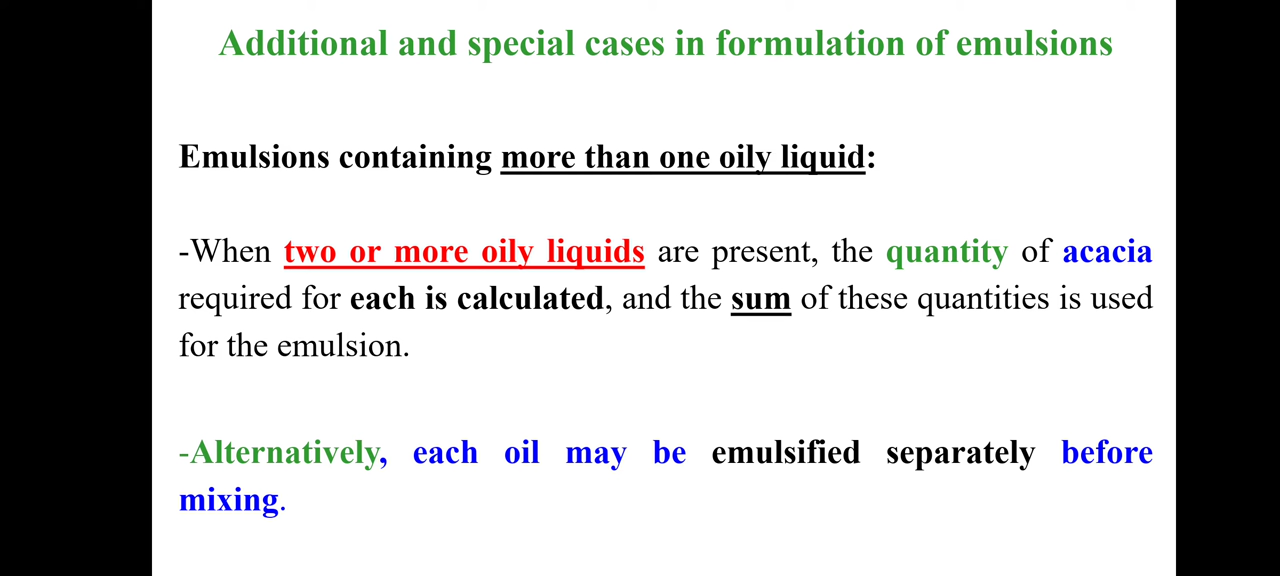 Additional and special cases in formulation of emulsions
Emulsions containing more than one oily liquid:
-When two or more oily liquids are present, the quantity of acacia
required for each is calculated, and the sum of these quantities is used
for the emulsion.
-Alternatively, each oil may be emulsified separately before
mixing.